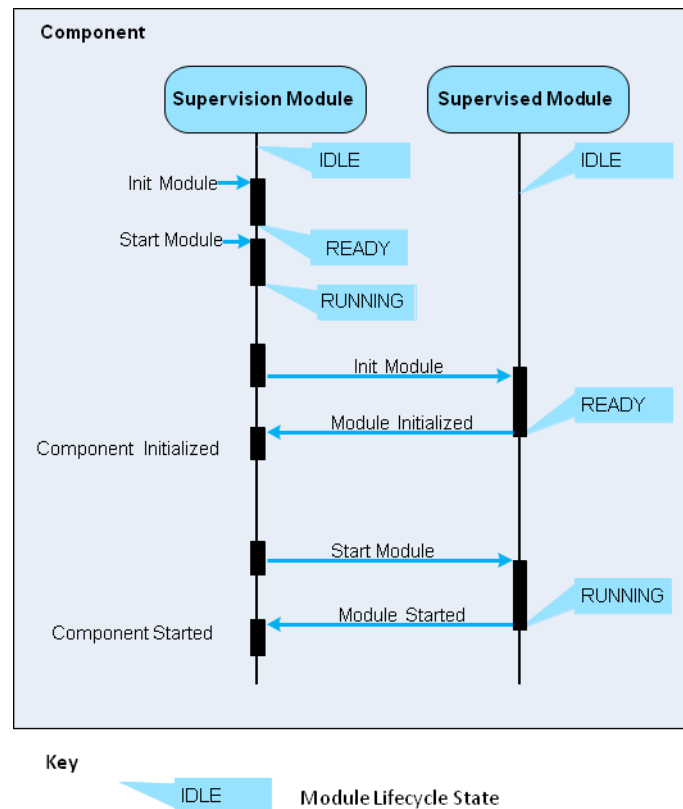 Component
Supervision Module
Supervised Module
IDLE
IDLE
Init Module
Start Module
READY
RUNNING
Init Module
READY
Module Initialized
Component Initialized
Start Module
RUNNING
Module Started
Component Started
Key
IDLE
Module Lifecycle State